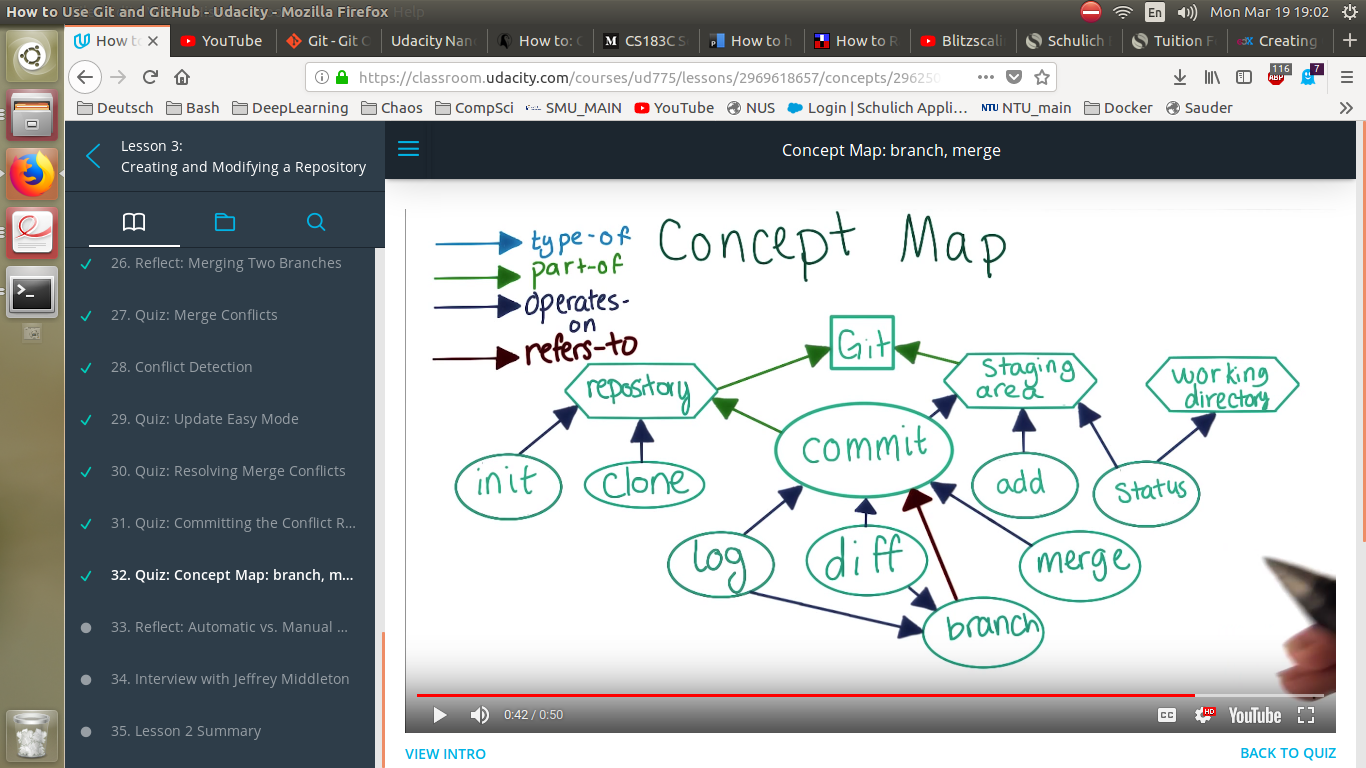 How to Use Git and GitHub - Udacity - Mozilla Firefox Help
En
Mon Mar 19 19:02
How to
YouTube
Git - Git C
Udacity Nan
How to: C
CS183C S
How to h
How to R
Blitzscali
Schulich
Tuition F
Creating
https://classroom.udacity.com/courses/ud775/lessons/2969618657/concepts/296250
116
ABP
7
Deutsch
Bash
DeepLearning
Chaos
CompSci
SMU_MAIN
YouTube
NUS
Login | Schulich Appli...
NTU NTU_main
Docker
Sauder
Lesson 3:
Creating and Modifying a Repository
26. Reflect: Merging Two Branches
27. Quiz: Merge Conflicts
28. Conflict Detection
29. Quiz: Update Easy Mode
30. Quiz: Resolving Merge Conflicts
31. Quiz: Committing the Conflict R...
32. Quiz: Concept Map: branch, m...
33. Reflect: Automatic vs. Manual ...
34. Interview with Jeffrey Middleton
35. Lesson 2 Summary
Concept Map: branch, merge
Concept Map
type-of
part-of
operates-
on
refers-to
Git
repository
staging
area
working
directory
commit
init
clone
add
status
log
diff
merge
branch
0:42 / 0:50
CC
HD
YouTube
VIEW INTRO
BACK TO QUIZ